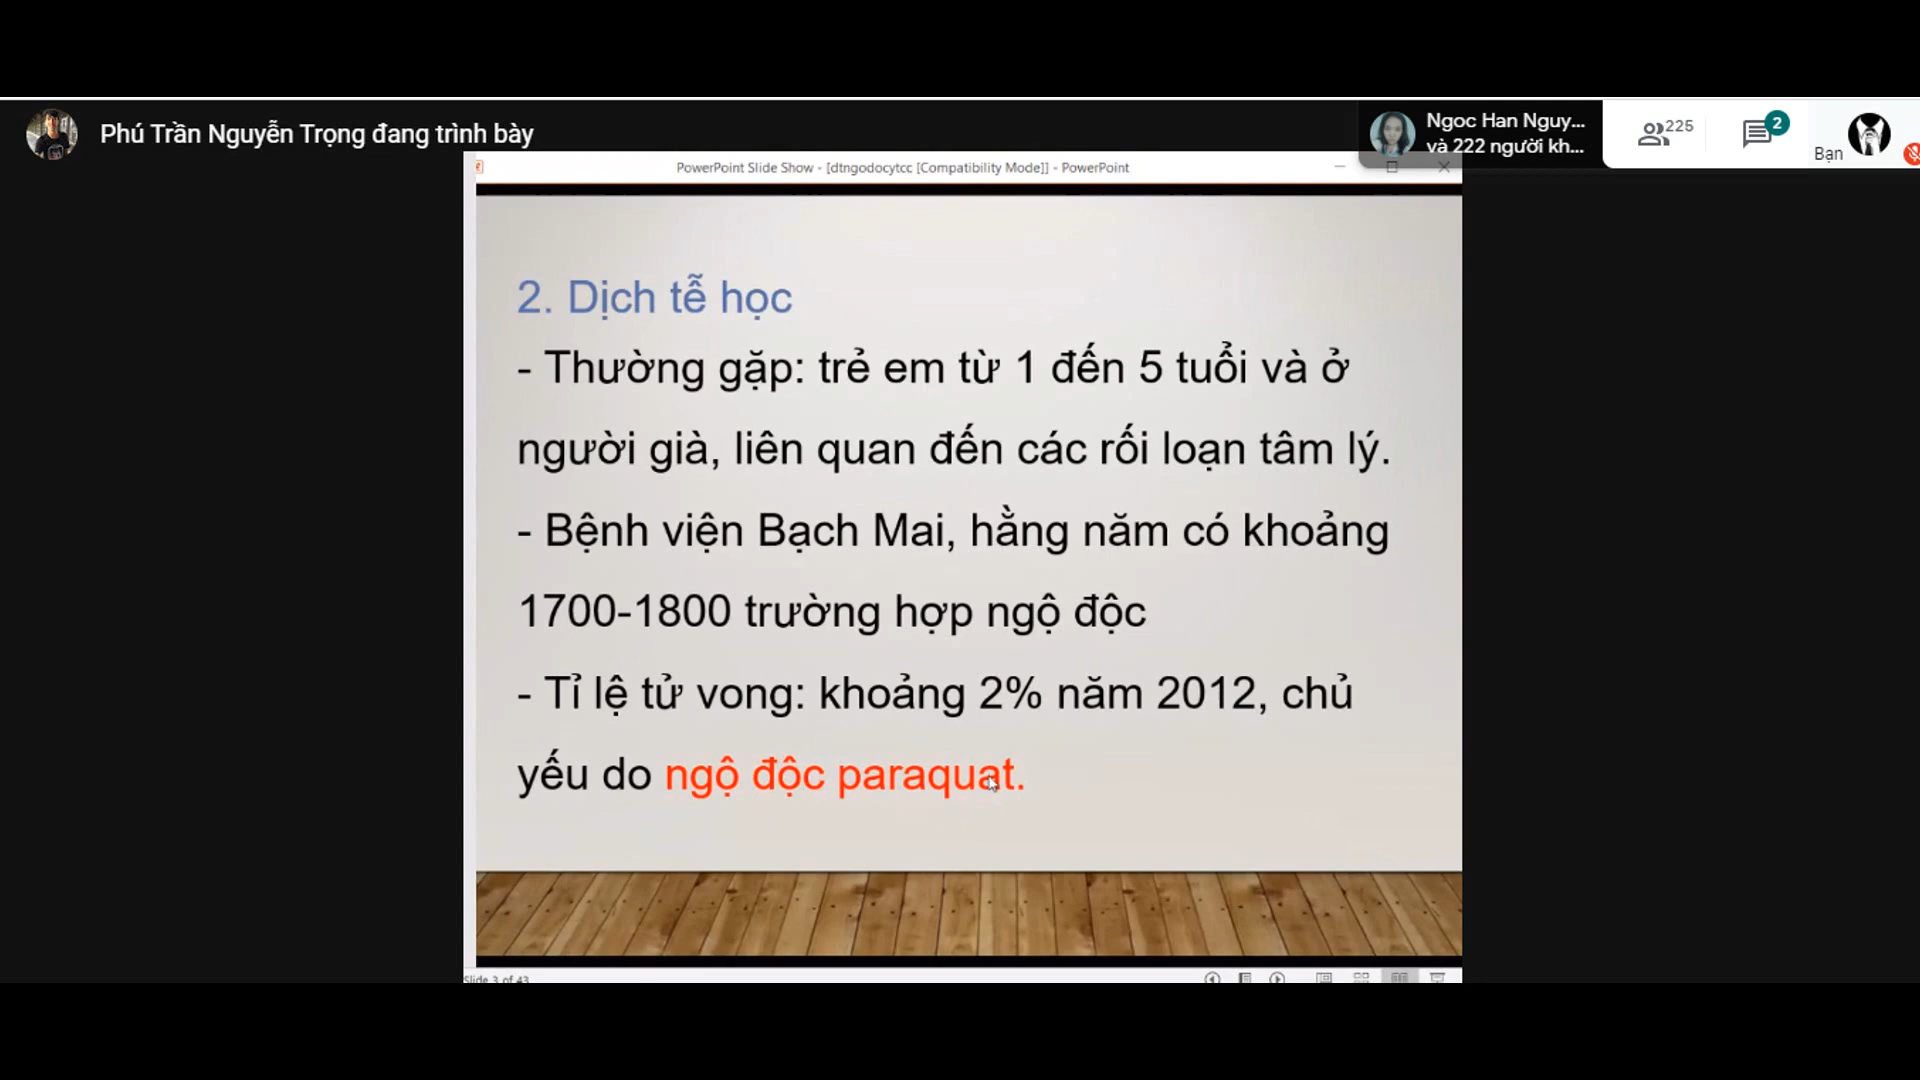 Phú Trần Nguyễn Trọng đang trình bày
Ngoc Han Nguy...
và 222 người kh...
225
2
Bạn
PowerPoint Slide Show - [dtngodocytcc [Compatibility Mode]] - PowerPoint
2. Dịch tễ học
- Thường gặp: trẻ em từ 1 đến 5 tuổi và ở
người già, liên quan đến các rối loạn tâm lý.
- Bệnh viện Bạch Mai, hằng năm có khoảng
1700-1800 trường hợp ngộ độc
- Tỉ lệ tử vong: khoảng 2% năm 2012, chủ
yếu do ngộ độc paraquat.
Slide 3 of 43